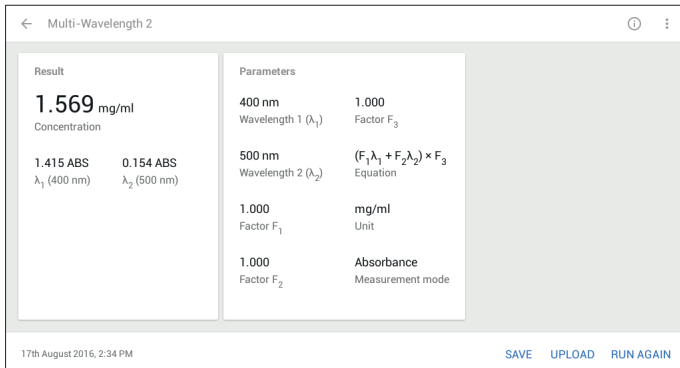 Multi-Wavelength 2
Result
1.569 mg/ml
Concentration
1.415 ABS 0.154 ABS
λ1 (400 nm) λ2 (500 nm)
Parameters
400 nm 1.000
Wavelength 1 (λ1) Factor F3
500 nm (F1λ1 + F2λ2) × F3
Wavelength 2 (λ2) Equation
1.000 mg/ml
Factor F1 Unit
1.000 Absorbance
Factor F2 Measurement mode
17th August 2016, 2:34 PM
SAVE UPLOAD RUN AGAIN